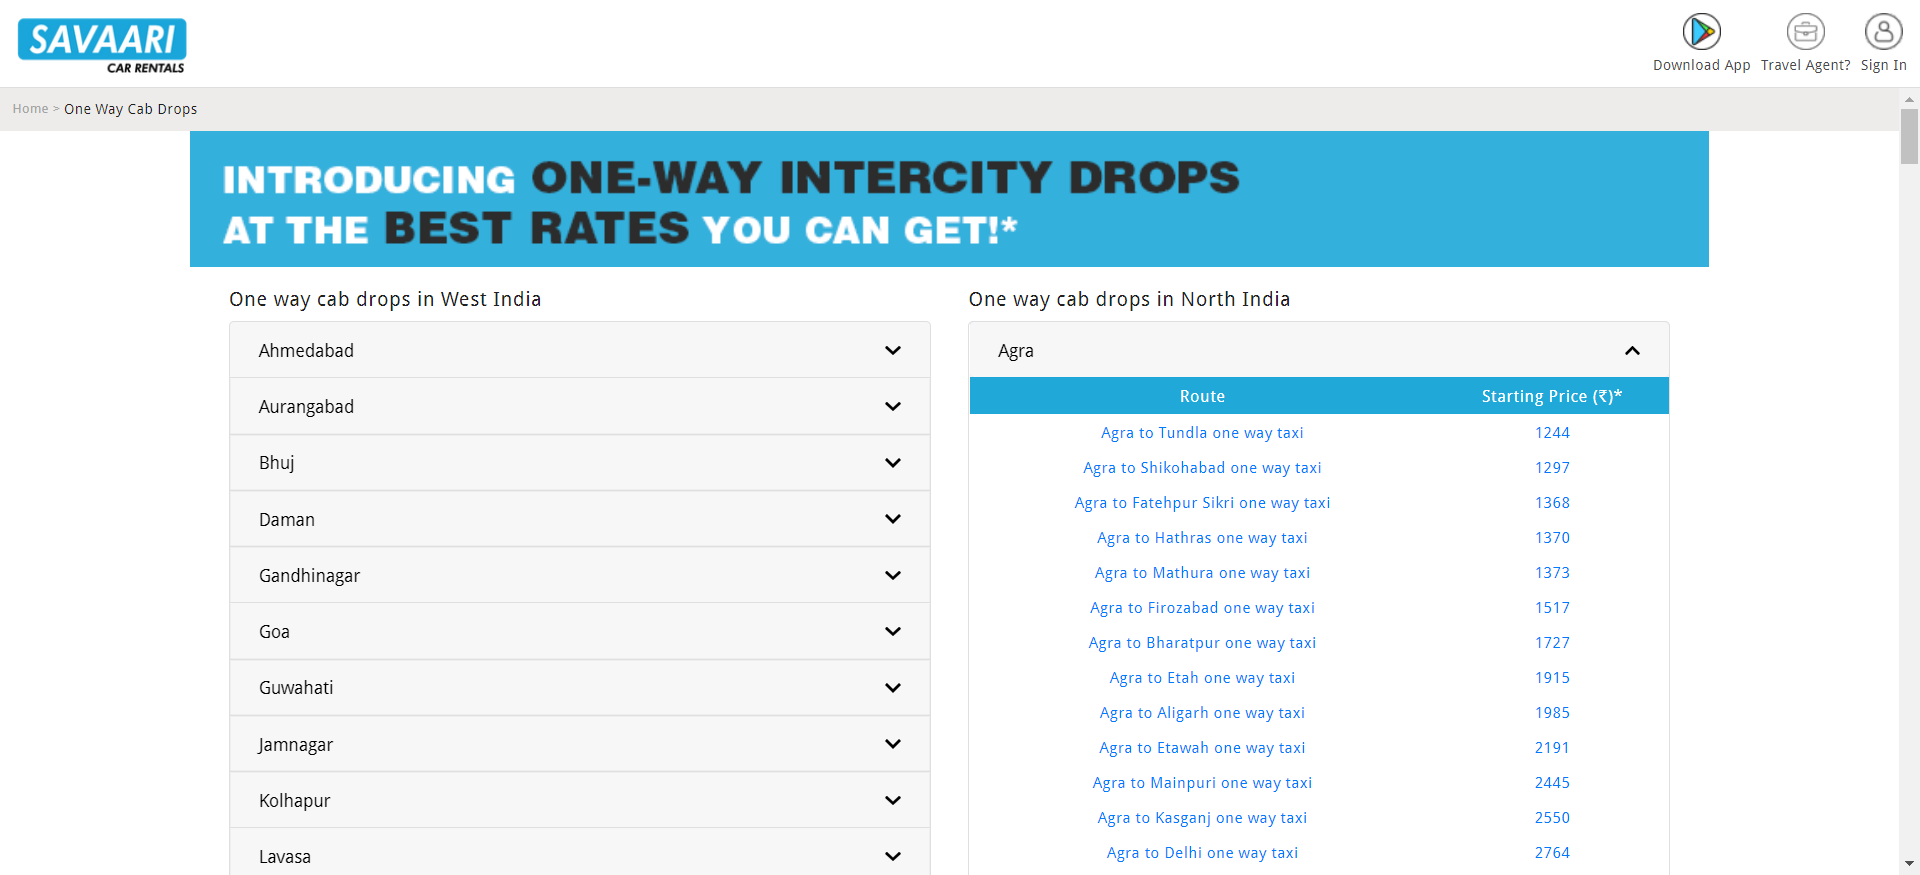 SAVAARI
CAR RENTALS
Download App
Travel Agent?
Sign In
Home > One Way Cab Drops
INTRODUCING ONE-WAY INTERCITY DROPS
AT THE BEST RATES YOU CAN GET!*
One way cab drops in West India
Ahmedabad
Aurangabad
Bhuj
Daman
Gandhinagar
Goa
Guwahati
Jamnagar
Kolhapur
Lavasa
One way cab drops in North India
Agra
Route Starting Price (₹)*
Agra to Tundla one way taxi 1244
Agra to Shikohabad one way taxi 1297
Agra to Fatehpur Sikri one way taxi 1368
Agra to Hathras one way taxi 1370
Agra to Mathura one way taxi 1373
Agra to Firozabad one way taxi 1517
Agra to Bharatpur one way taxi 1727
Agra to Etah one way taxi 1915
Agra to Aligarh one way taxi 1985
Agra to Etawah one way taxi 2191
Agra to Mainpuri one way taxi 2445
Agra to Kasganj one way taxi 2550
Agra to Delhi one way taxi 2764